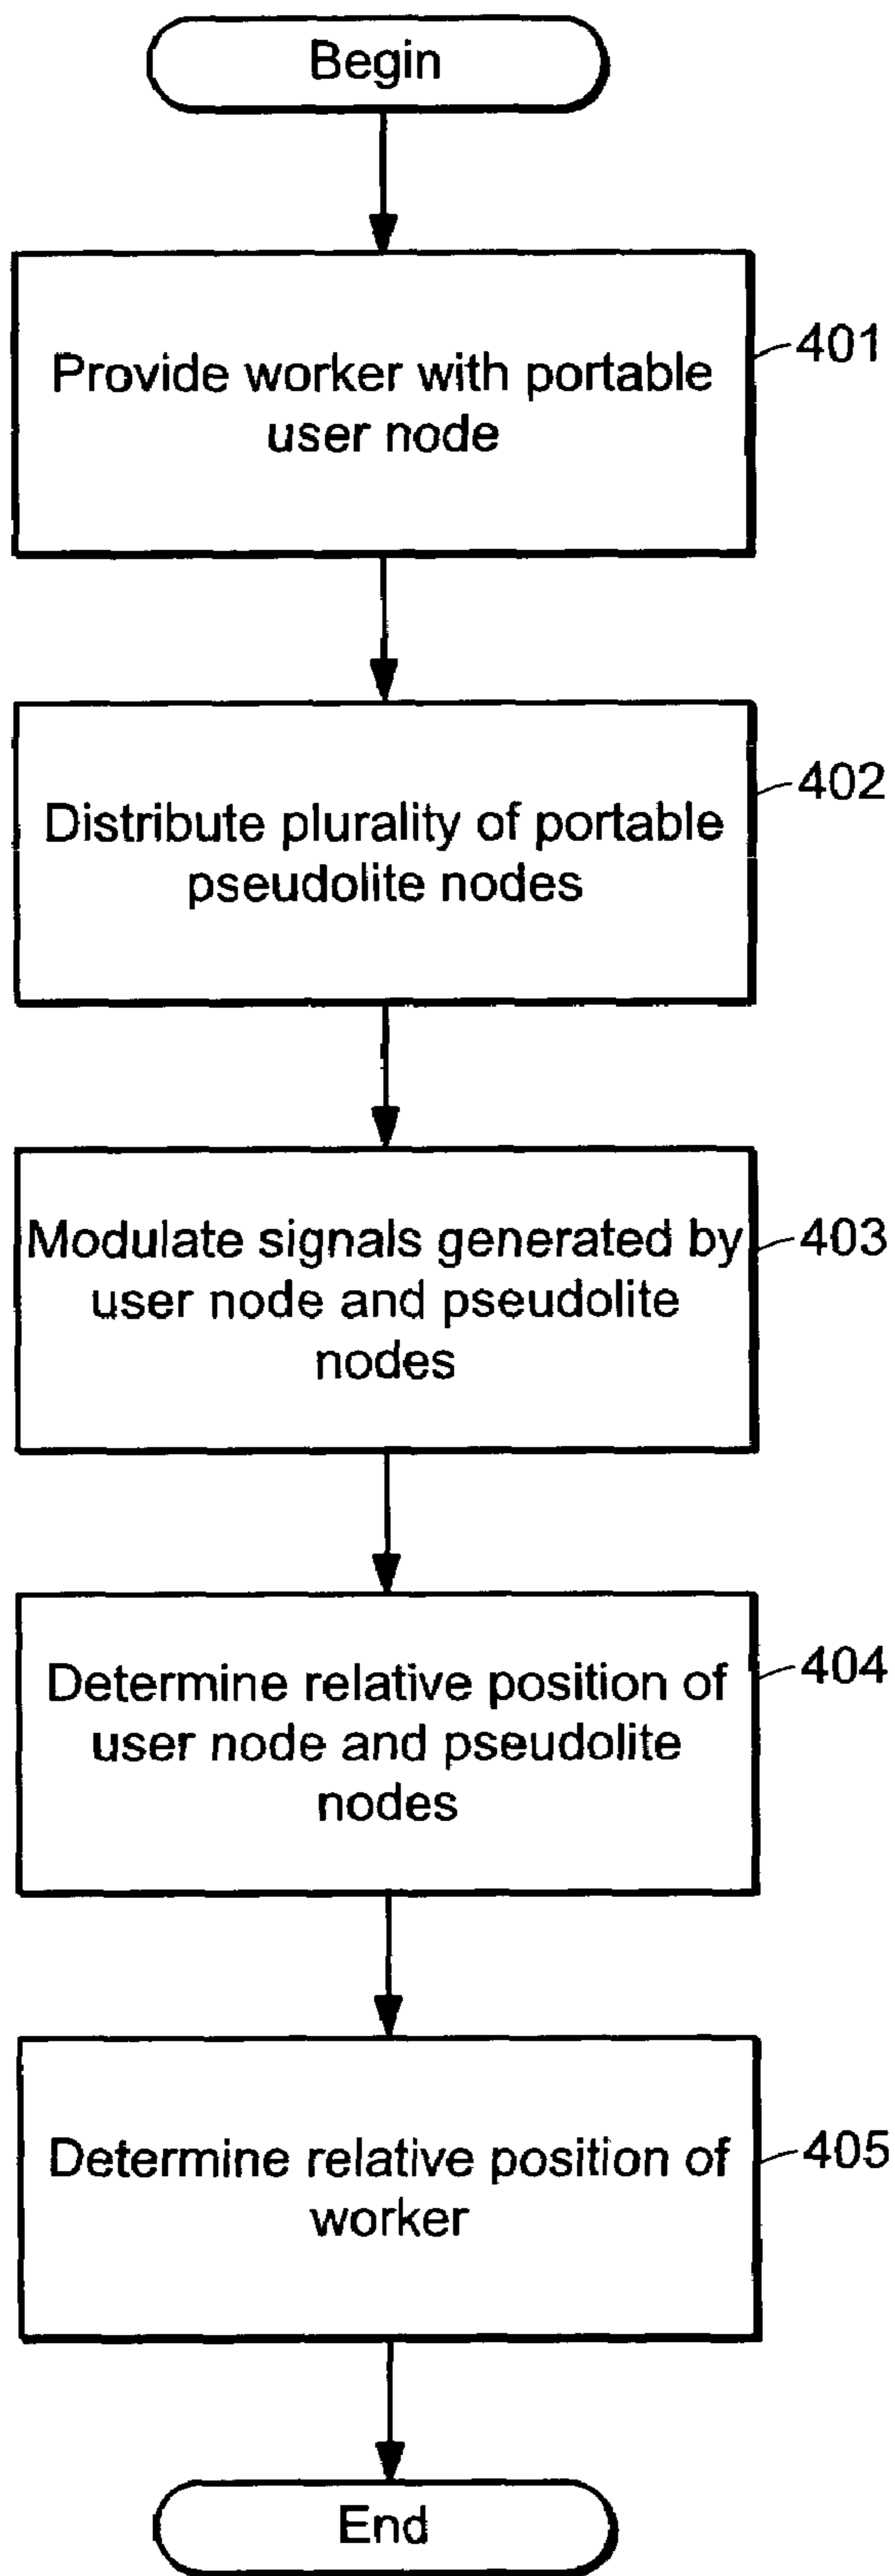 Begin
Provide worker with portable
user node
401
Distribute plurality of portable
pseudolite nodes
402
Modulate signals generated by
user node and pseudolite
nodes
403
Determine relative position of
user node and pseudolite
nodes
404
Determine relative position of
worker
405
End